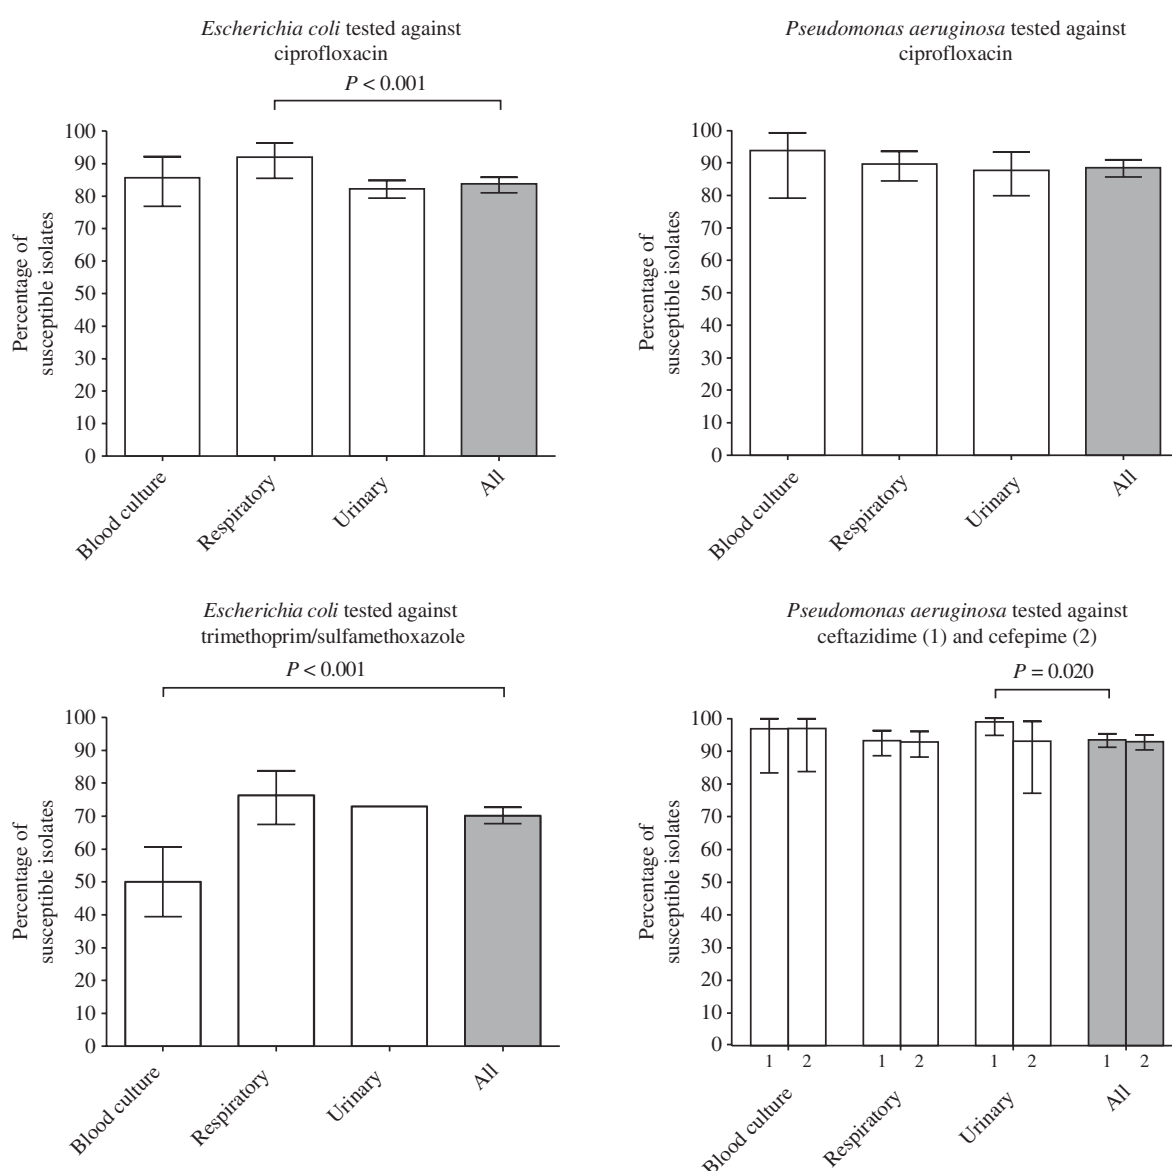 Escherichia coli tested against
ciprofloxacin
P < 0.001
100
90
80
70
60
50
40
30
20
10
0
Percentage of
susceptible isolates
Blood culture
Respiratory
Urinary
All
Pseudomonas aeruginosa tested against
ciprofloxacin
100
90
80
70
60
50
40
30
20
10
0
Percentage of
susceptible isolates
Blood culture
Respiratory
Urinary
All
Escherichia coli tested against
trimethoprim/sulfamethoxazole
P < 0.001
100
90
80
70
60
50
40
30
20
10
0
Percentage of
susceptible isolates
Blood culture
Respiratory
Urinary
All
Pseudomonas aeruginosa tested against
ceftazidime (1) and cefepime (2)
P = 0.020
100
90
80
70
60
50
40
30
20
10
0
Percentage of
susceptible isolates
1 2 1 2 1 2 1 2
Blood culture
Respiratory
Urinary
All